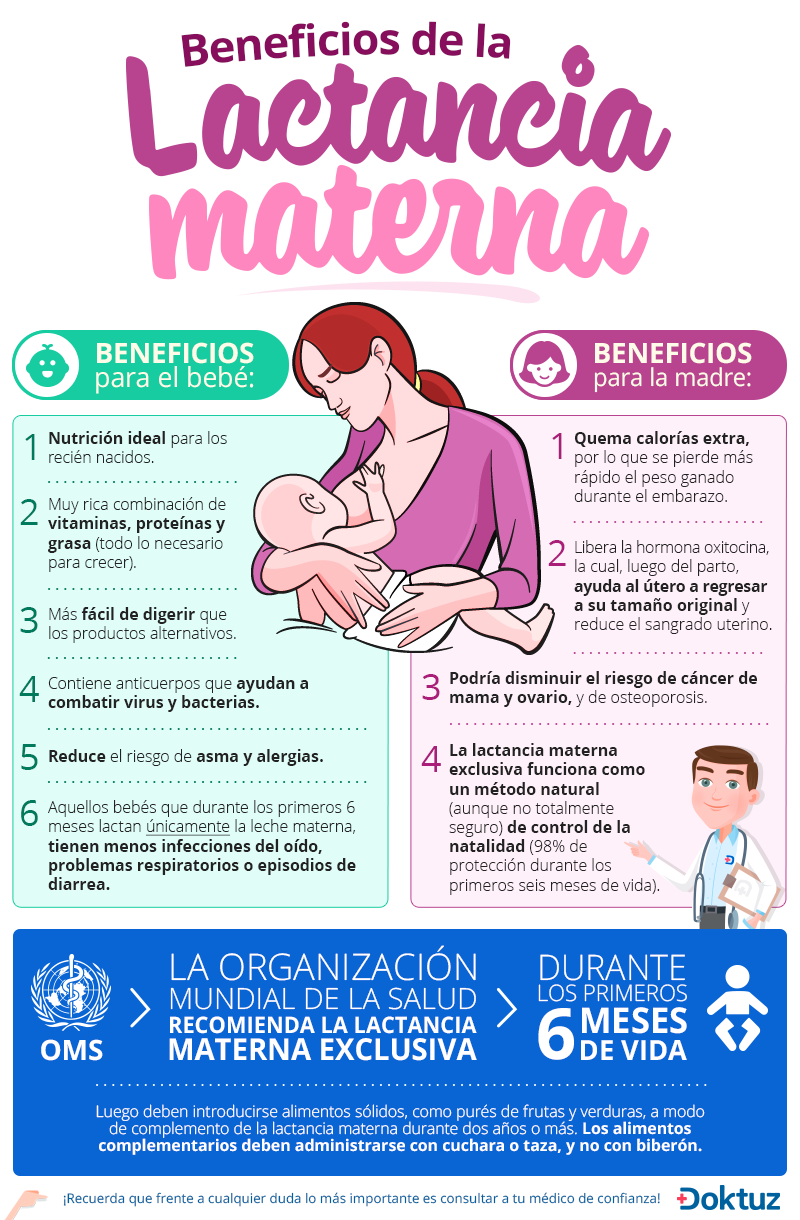 Beneficios de la
Lactancia
materna
BENEFICIOS
para el bebé:
1 Nutrición ideal para los
recién nacidos.
2 Muy rica combinación de
vitaminas, proteínas y
grasa (todo lo necesario
para crecer).
3 Más fácil de digerir que
los productos alternativos.
4 Contiene anticuerpos que ayudan a
combatir virus y bacterias.
5 Reduce el riesgo de asma y alergias.
6 Aquellos bebés que durante los primeros 6
meses lactan únicamente la leche materna,
tienen menos infecciones del oído,
problemas respiratorios o episodios de
diarrea.
BENEFICIOS
para la madre:
1 Quema calorías extra,
por lo que se pierde más
rápido el peso ganado
durante el embarazo.
2 Libera la hormona oxitocina,
la cual, luego del parto,
ayuda al útero a regresar
a su tamaño original y
reduce el sangrado uterino.
3 Podría disminuir el riesgo de cáncer de
mama y ovario, y de osteoporosis.
4 La lactancia materna
exclusiva funciona como
un método natural
(aunque no totalmente
seguro) de control de la
natalidad (98% de
protección durante los
primeros seis meses de vida).
OMS
LA ORGANIZACIÓN
MUNDIAL DE LA SALUD
RECOMIENDA LA LACTANCIA
MATERNA EXCLUSIVA
DURANTE
LOS PRIMEROS
6 MESES
DE VIDA
Luego deben introducirse alimentos sólidos, como purés de frutas y verduras, a modo
de complemento de la lactancia materna durante dos años o más. Los alimentos
complementarios deben administrarse con cuchara o taza, y no con biberón.
¡Recuerda que frente a cualquier duda lo más importante es consultar a tu médico de confianza!
Doktuz